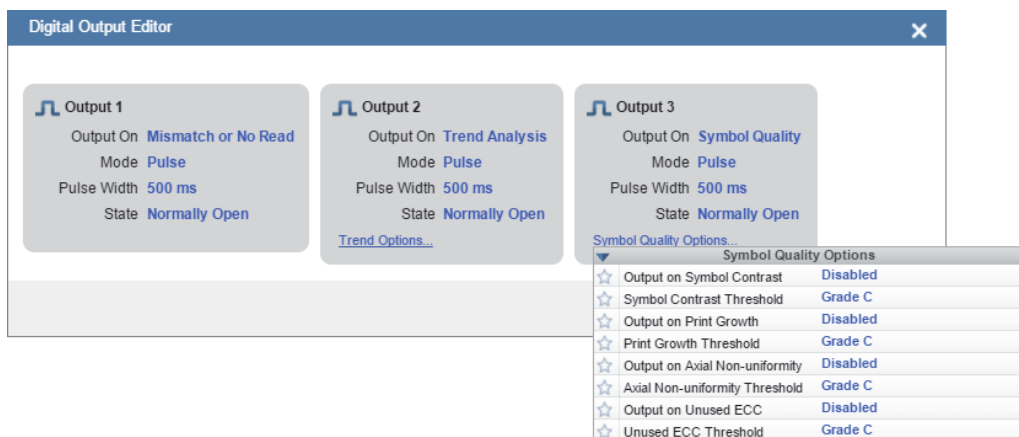 Digital Output Editor
Output 1
Output On Mismatch or No Read
Mode Pulse
Pulse Width 500 ms
State Normally Open
Output 2
Output On Trend Analysis
Mode Pulse
Pulse Width 500 ms
State Normally Open
Trend Options...
Output 3
Output On Symbol Quality
Mode Pulse
Pulse Width 500 ms
State Normally Open
Symbol Quality Options...
Symbol Quality Options
Output on Symbol Contrast Disabled
Symbol Contrast Threshold Grade C
Output on Print Growth Disabled
Print Growth Threshold Grade C
Output on Axial Non-uniformity Disabled
Axial Non-uniformity Threshold Grade C
Output on Unused ECC Disabled
Unused ECC Threshold Grade C